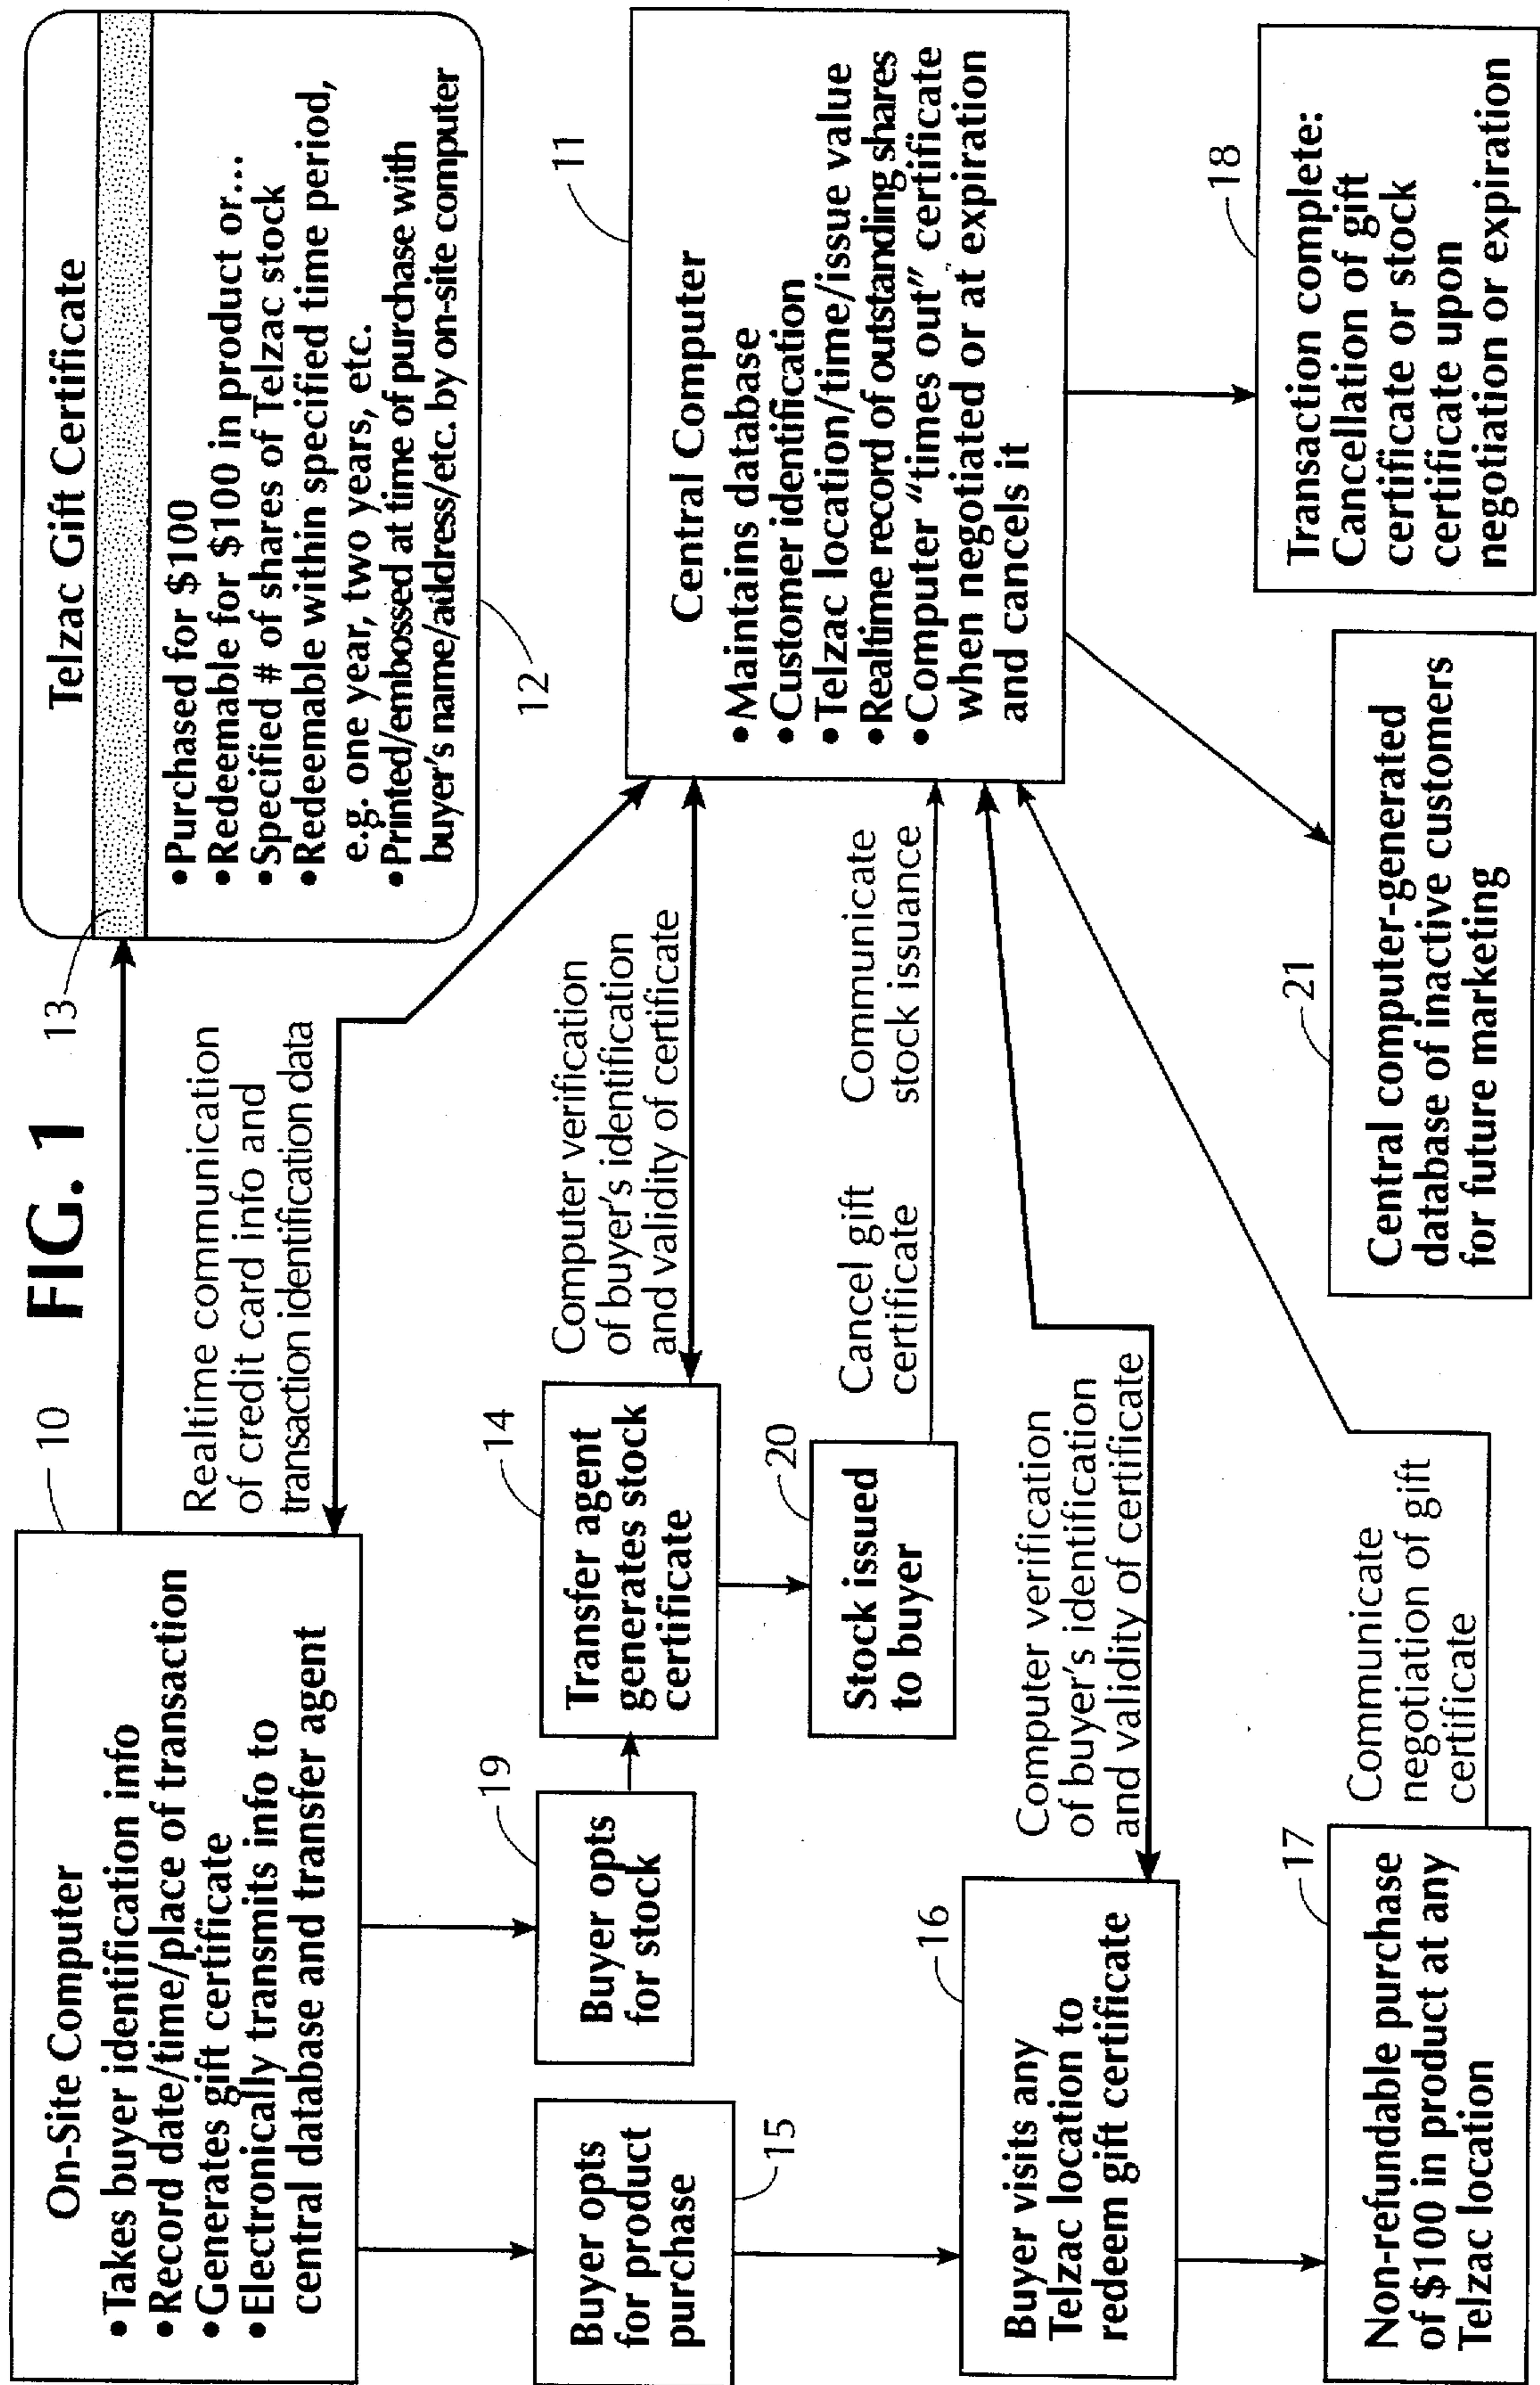 FIG. 1
10
On-Site Computer
•Takes buyer identification info
•Record date/time/place of transaction
•Generates gift certificate
•Electronically transmits info to
central database and transfer agent
Realtime communication
of credit card info and
transaction identification data
13
Telzac Gift Certificate
•Purchased for $100
•Redeemable for $100 in product or...
•Specified # of shares of Telzac stock
•Redeemable within specified time period,
e.g. one year, two years, etc.
•Printed/embossed at time of purchase with
buyer's name/address/etc. by on-site computer
12
Buyer opts
for product
purchase
15
19
Buyer opts
for stock
14
Transfer agent
generates stock
certificate
Computer verification
of buyer's identification
and validity of certificate
20
Stock issued
to buyer
Cancel gift
certificate
Communicate
stock issuance
11
Central Computer
•Maintains database
•Customer identification
•Telzac location/time/issue value
•Realtime record of outstanding shares
•Computer "times out" certificate
when negotiated or at expiration
and cancels it
16
Buyer visits any
Telzac location to
redeem gift certificate
Computer verification
of buyer's identification
and validity of certificate
17
Non-refundable purchase
of $100 in product at any
Telzac location
Communicate
negotiation of gift
certificate
21
Central computer-generated
database of inactive customers
for future marketing
18
Transaction complete:
Cancellation of gift
certificate or stock
certificate upon
negotiation or expiration